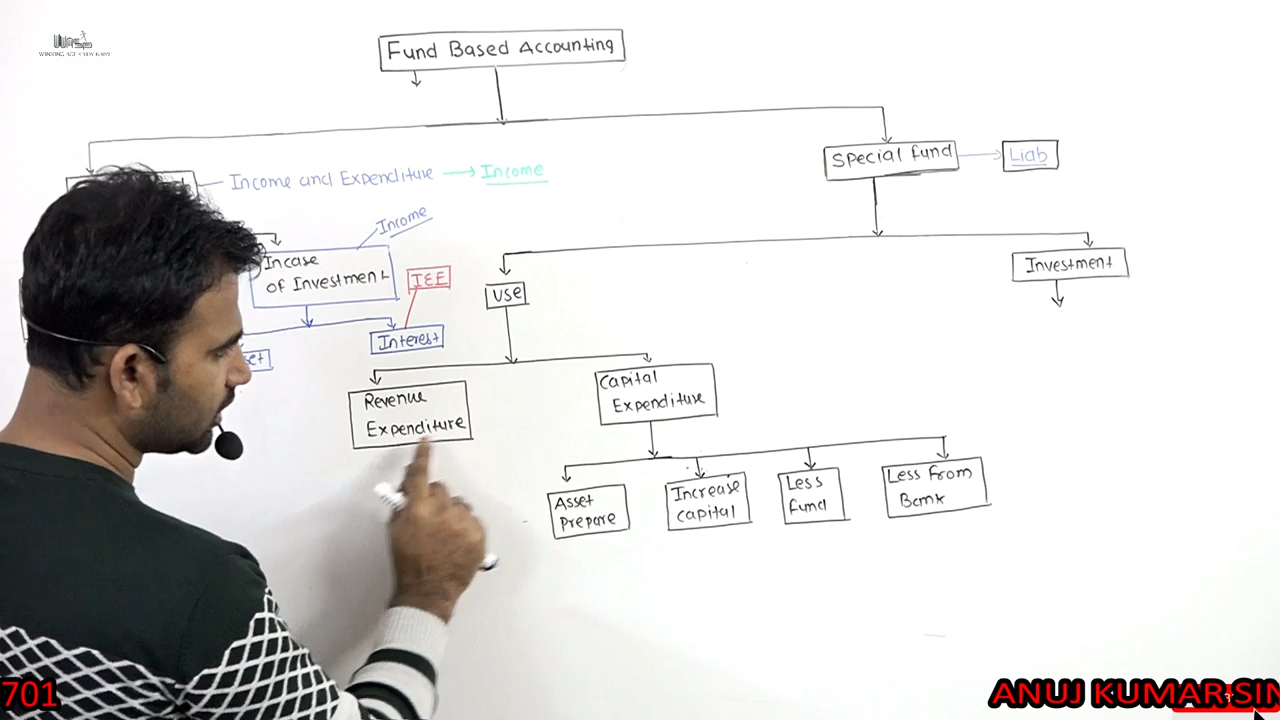 Fund Based Accounting
Special Fund
Liab
Income and Expenditure → Income
Income
Incase
of Investment
I&E
Interest
Use
Investment
Revenue
Expenditure
Capital
Expenditure
Asset
Prepare
Increase
Capital
Less
Fund
Less From
Bank
701
ANUJ KUMAR SIN